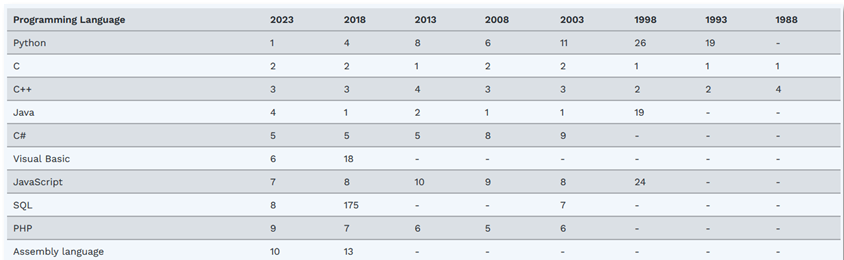 Programming Language 2023 2018 2013 2008 2003 1998 1993 1988
Python 1 4 8 6 11 26 19 -
C 2 2 1 2 2 1 1 1
C++ 3 3 4 3 3 2 2 4
Java 4 1 2 1 1 19 - -
C# 5 5 5 8 9 - - -
Visual Basic 6 18 - - - - - -
JavaScript 7 8 10 9 8 24 - -
SQL 8 175 - - 7 - - -
PHP 9 7 6 5 6 - - -
Assembly language 10 13 - - - - - -